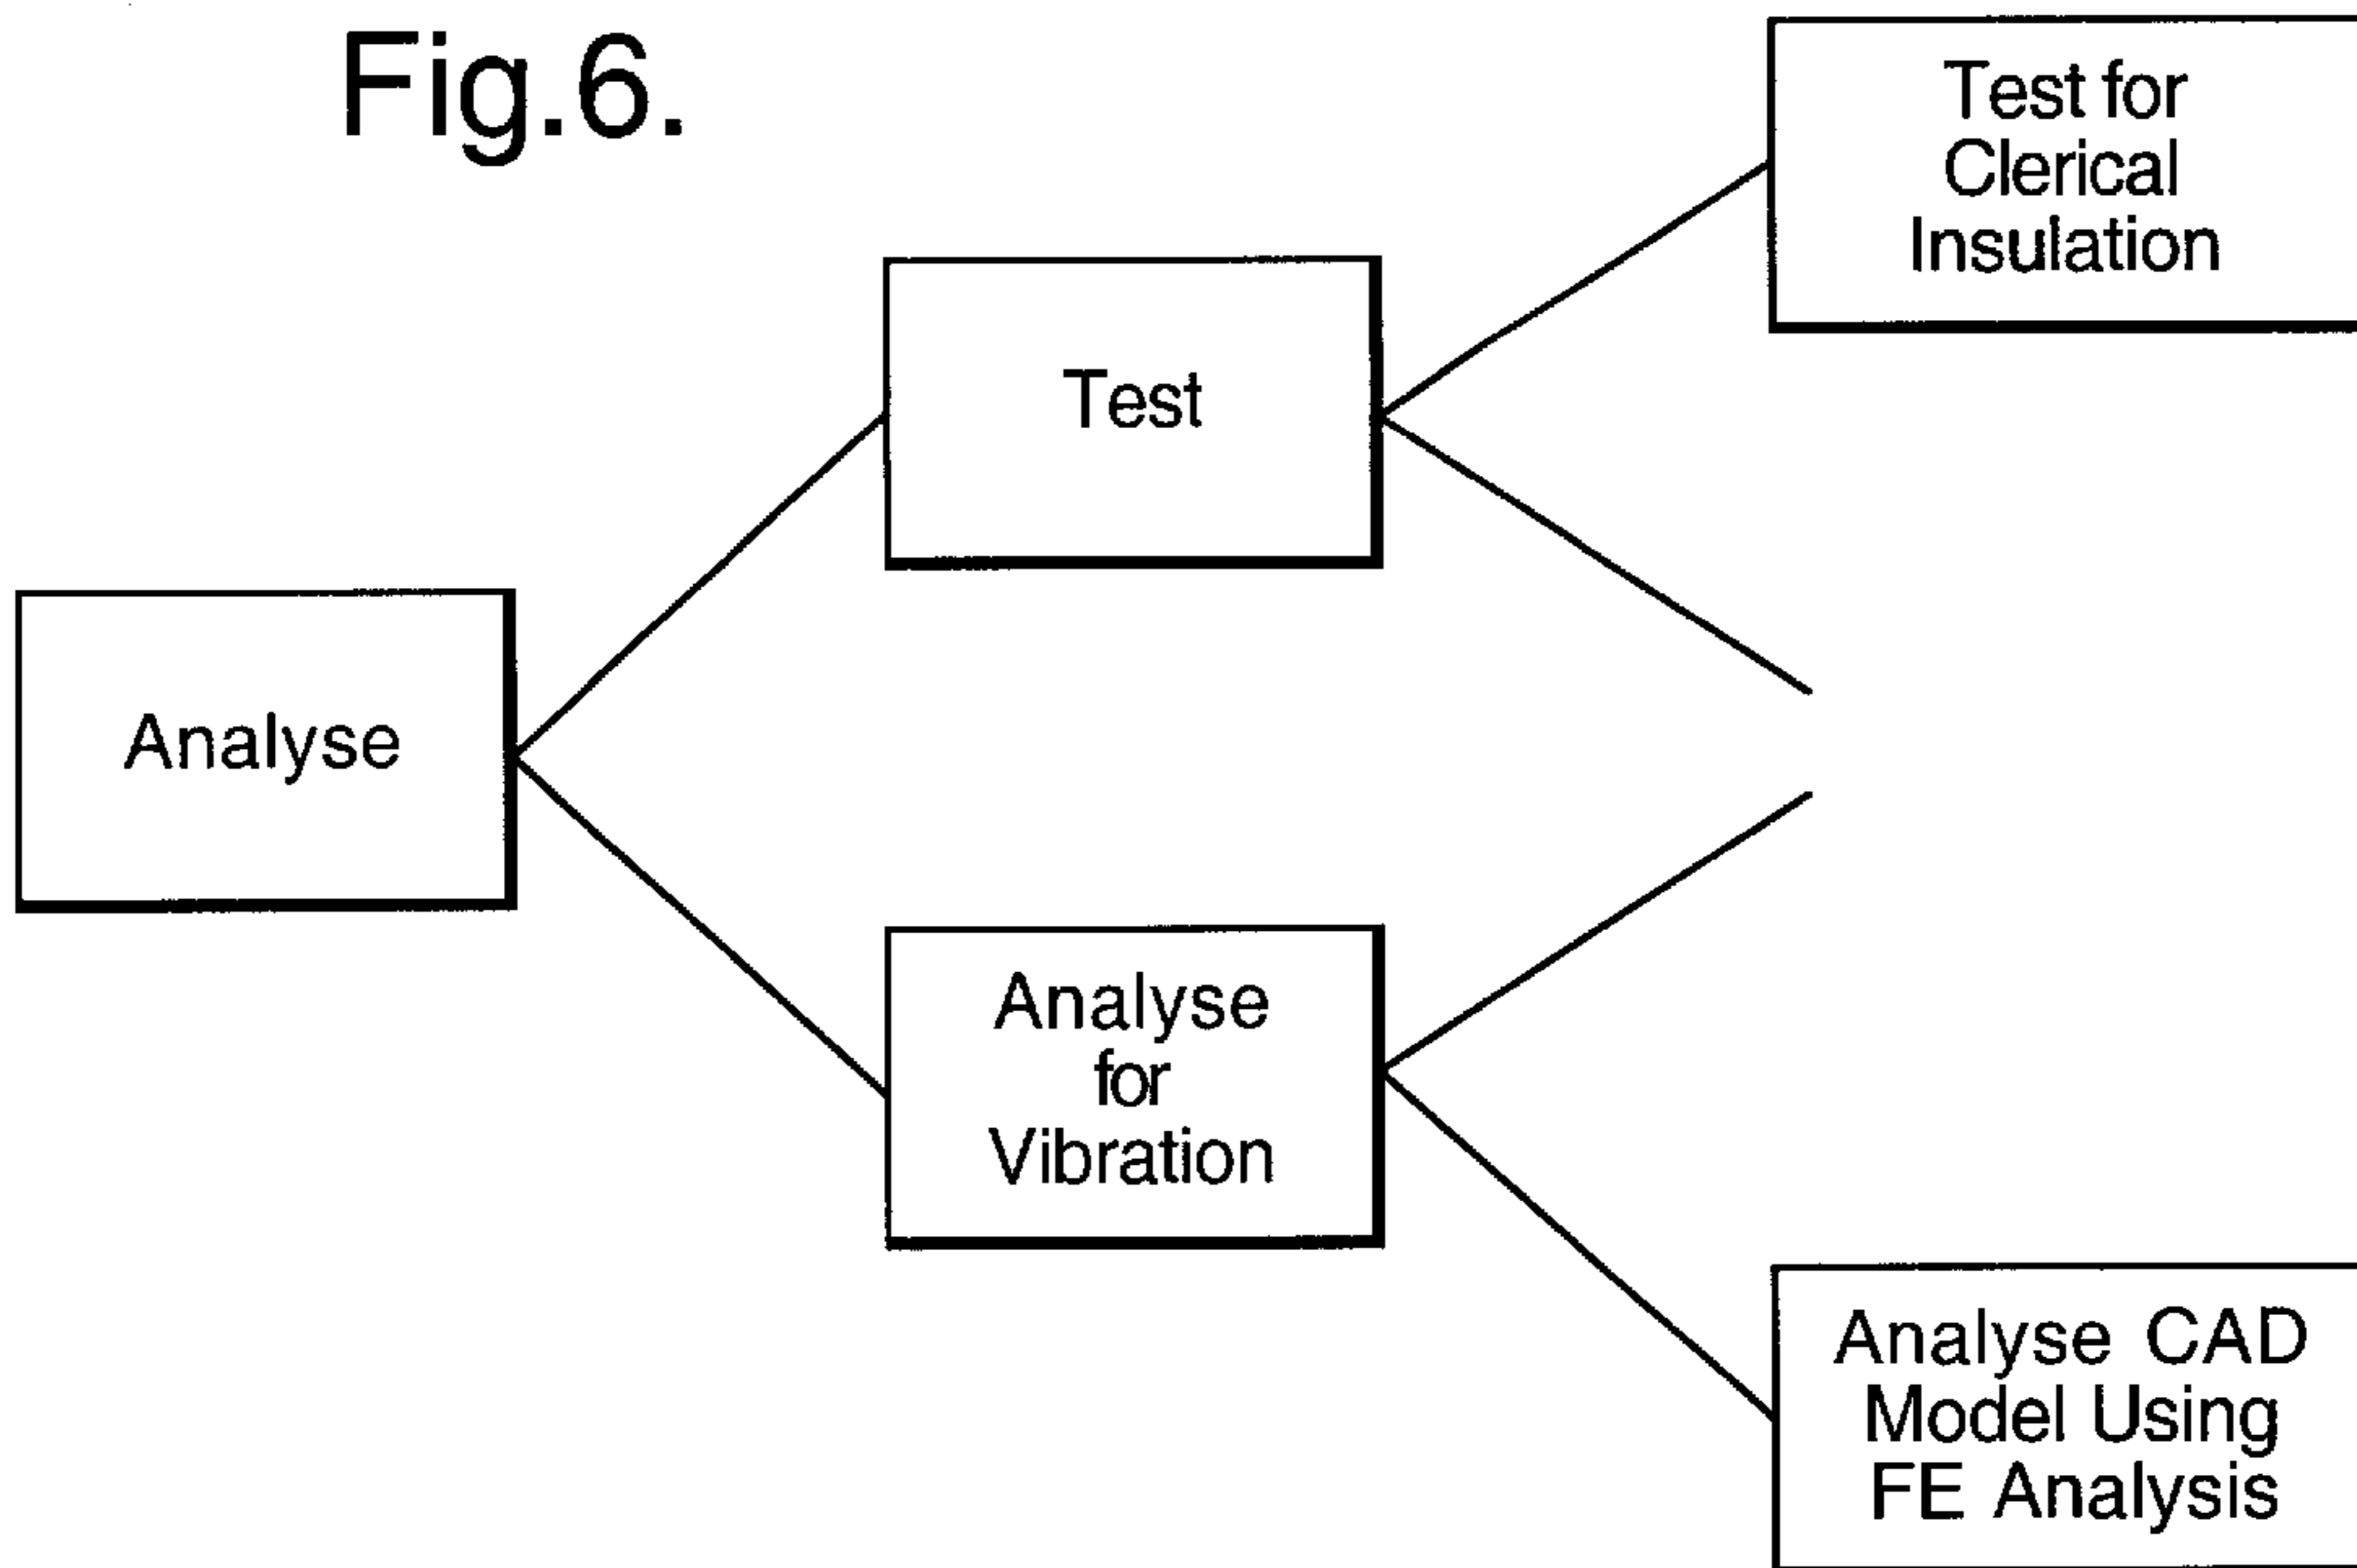 Fig.6.
Test for
Clerical
Insulation
Test
Analyse
Analyse
for
Vibration
Analyse CAD
Model Using
FE Analysis